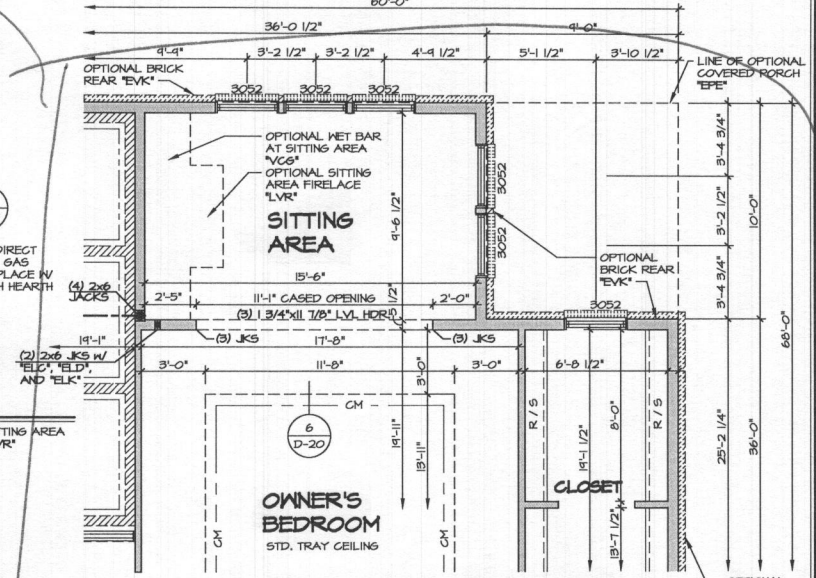 60'-0"
36'-0 1/2"
9'-0"
9'-9"
3'-2 1/2"
3'-2 1/2"
4'-9 1/2"
5'-1 1/2"
3'-10 1/2"
OPTIONAL BRICK
REAR "EVK"
LINE OF OPTIONAL
COVERED PORCH
"EPE"
3052
3052
3052
OPTIONAL WET BAR
AT SITTING AREA
"VCG"
OPTIONAL SITTING
AREA FIRELACE
"LVR"
SITTING
AREA
9'-6 1/2"
3052
3052
3'-4 3/4"
3'-2 1/2"
3'-4 3/4"
10'-0"
68'-0"
OPTIONAL
BRICK REAR
"EVK"
DIRECT
GAS
PLACE W/
HEARTH
(4) 2x6
JACKS
15'-6"
2'-5"
11'-1" CASED OPENING
2'-0"
(3) 1 3/4"x11 7/8" LVL HDR
1/2"
3052
19'-1"
(3) JKS
17'-8"
(3) JKS
(2) 2x6 JKS w/
"ELC", "ELD",
AND "ELK"
3'-0"
11'-8"
3'-0"
3'-0"
6'-8 1/2"
CM
6
D-20
19'-11"
13'-11"
R / S
8'-0"
R / S
19'-1 1/2"
25'-2 1/4"
36'-0"
TTING AREA
VR"
OWNER'S
BEDROOM
STD. TRAY CEILING
CM
CM
CLOSET
13'-7 1/2"